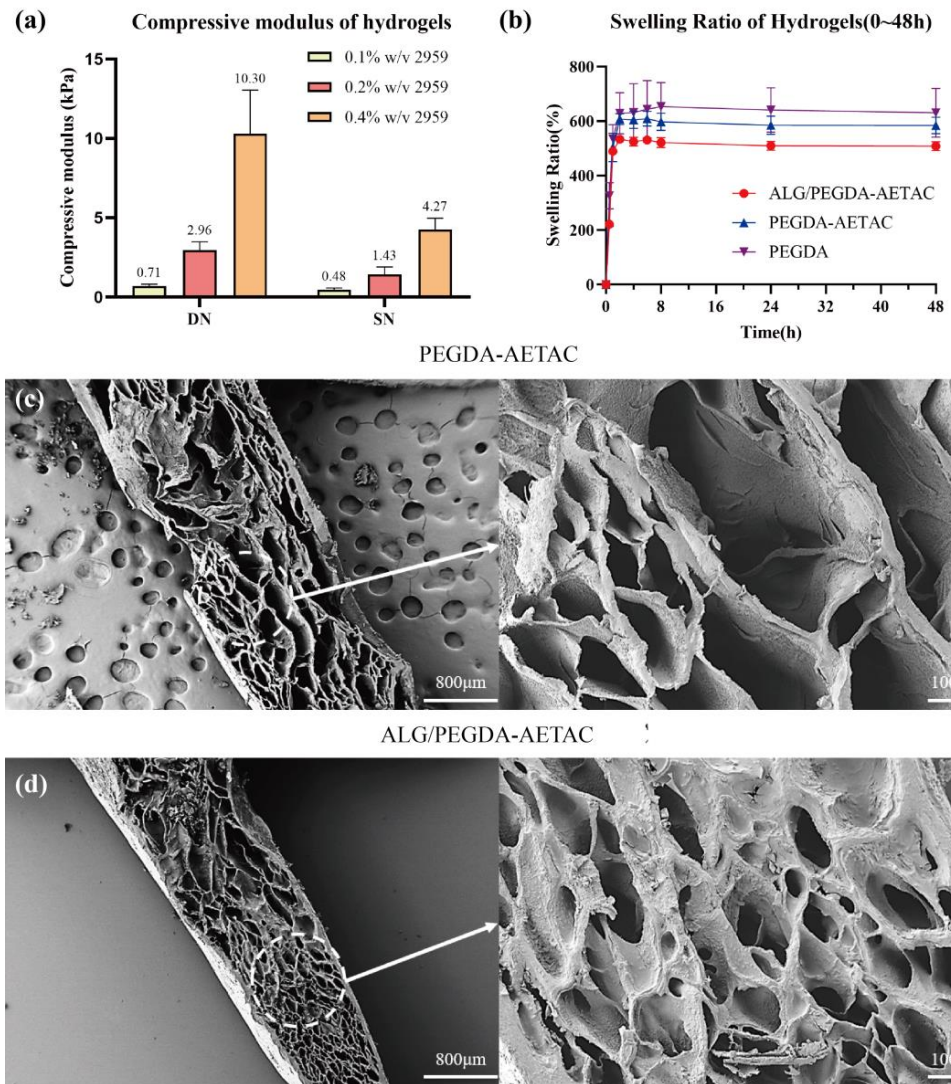 (a)
Compressive modulus of hydrogels
0.1% w/v 2959
0.2% w/v 2959
0.4% w/v 2959
Compressive modulus (kPa)
15
10
5
0
0.71
2.96
10.30
0.48
1.43
4.27
DN
SN
(b)
Swelling Ratio of Hydrogels(0~48h)
Swelling Ratio(%)
800
600
400
200
0
ALG/PEGDA-AETAC
PEGDA-AETAC
PEGDA
0 8 16 24 32 40 48
Time(h)
PEGDA-AETAC
(c)
800μm
10
ALG/PEGDA-AETAC
(d)
800μm
10